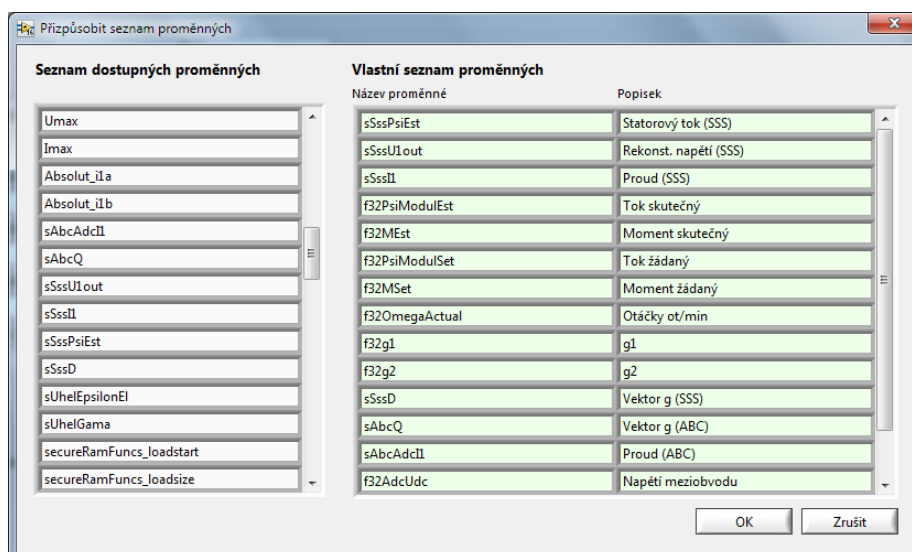 Přizpůsobit seznam proměnných
Seznam dostupných proměnných
Umax
Imax
Absolut_i1a
Absolut_i1b
sAbcAdcI1
sAbcQ
sSssU1out
sSssI1
sSssPsiEst
sSssD
sUhelEpsilonEl
sUhelGama
secureRamFuncs_loadstart
secureRamFuncs_loadsize
Vlastní seznam proměnných
Název proměnné Popisek
sSssPsiEst Statorový tok (SSS)
sSssU1out Rekonst. napětí (SSS)
sSssI1 Proud (SSS)
f32PsiModulEst Tok skutečný
f32MEst Moment skutečný
f32PsiModulSet Tok žádaný
f32MSet Moment žádaný
f32OmegaActual Otáčky ot/min
f32g1 g1
f32g2 g2
sSssD Vektor g (SSS)
sAbcQ Vektor g (ABC)
sAbcAdcI1 Proud (ABC)
f32AdcUdc Napětí meziobvodu
OK Zrušit